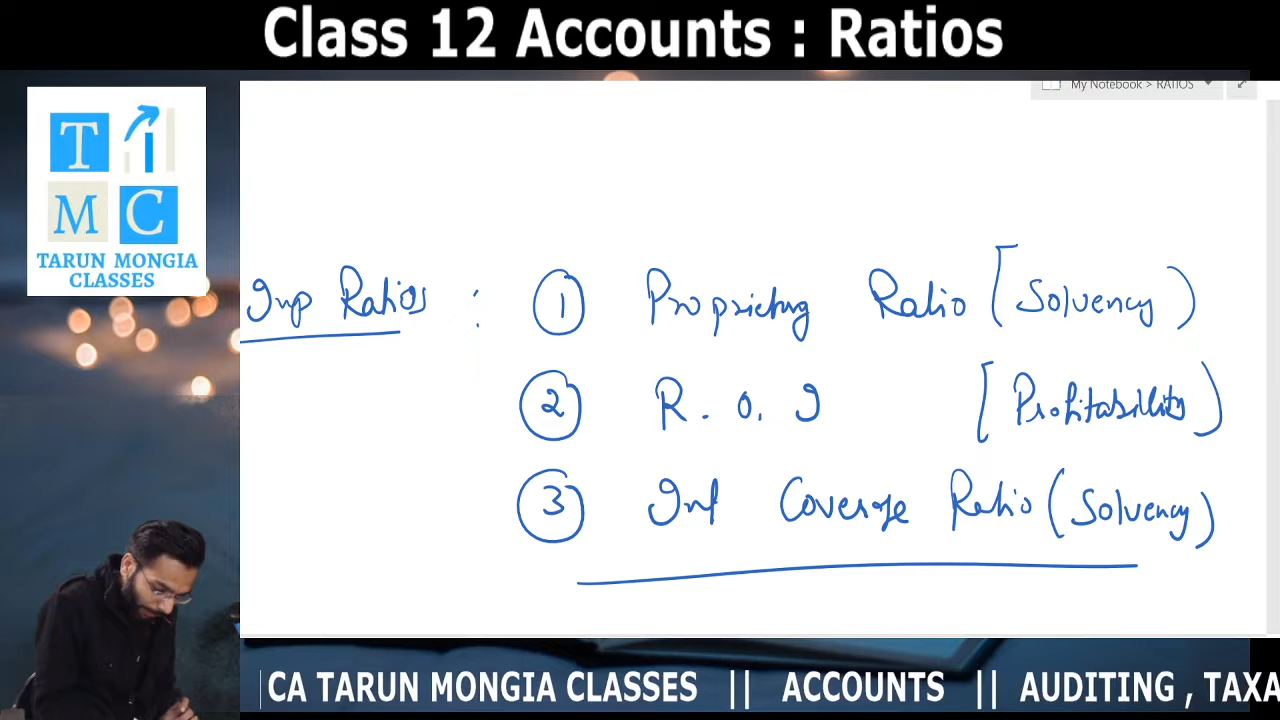 Class 12 Accounts : Ratios
My Notebook > RATIOS
T
M C
TARUN MONGIA
CLASSES
Imp Ratios : 1 Proprietary Ratio [Solvency)
2 R. O. I [Profitability)
3 Int Coverage Ratio (Solvency)
CA TARUN MONGIA CLASSES || ACCOUNTS || AUDITING , TAXA